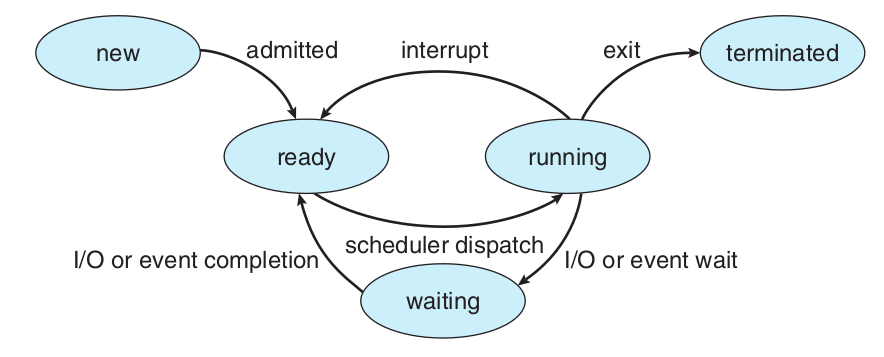 new
admitted
interrupt
exit
terminated
ready
running
scheduler dispatch
I/O or event completion
I/O or event wait
waiting